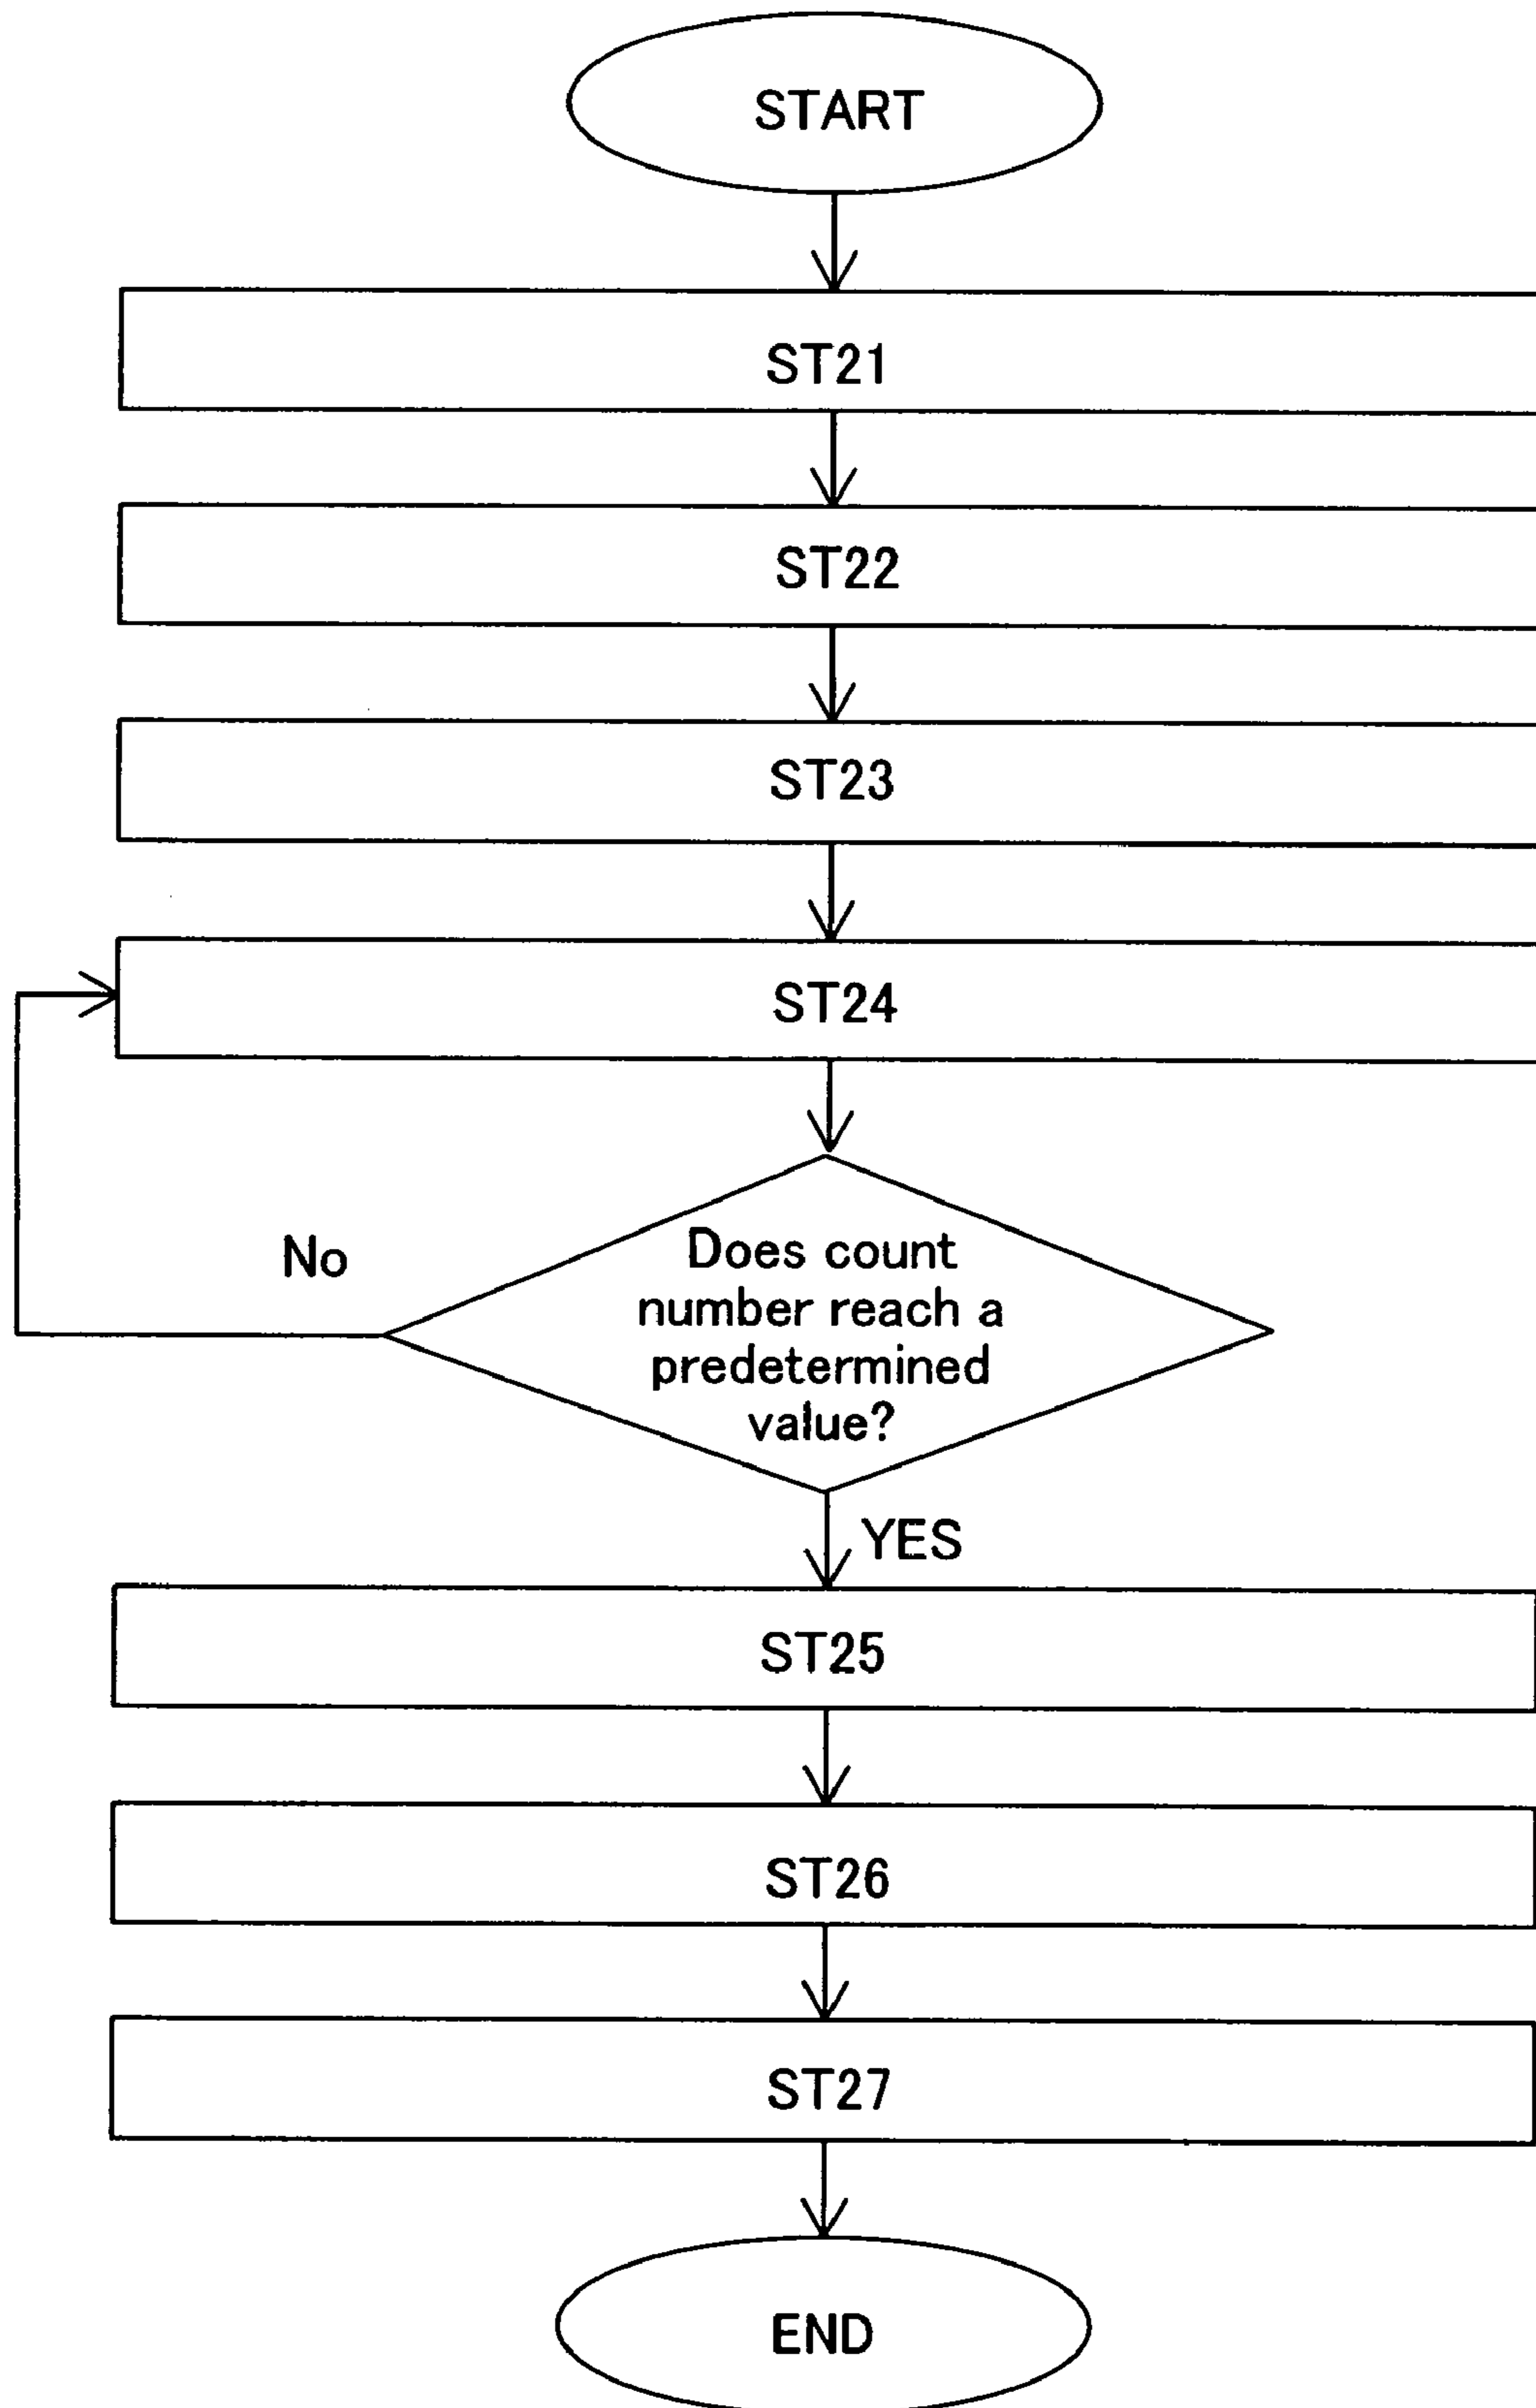 START
ST21
ST22
ST23
ST24
No
Does count
number reach a
predetermined
value?
YES
ST25
ST26
ST27
END